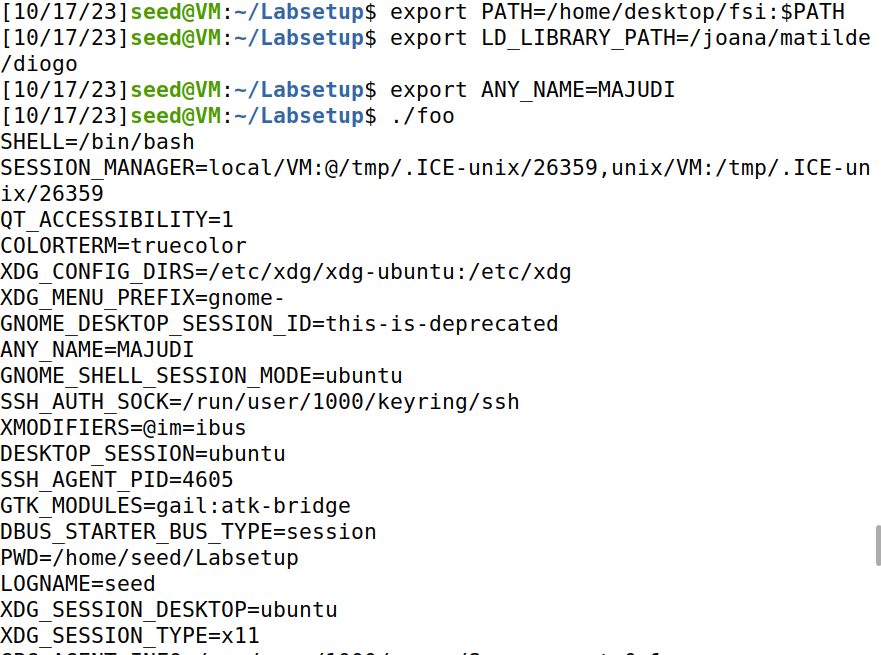 [10/17/23]seed@VM:~/Labsetup$ export PATH=/home/desktop/fsi:$PATH
[10/17/23]seed@VM:~/Labsetup$ export LD_LIBRARY_PATH=/joana/matilde
/diogo
[10/17/23]seed@VM:~/Labsetup$ export ANY_NAME=MAJUDI
[10/17/23]seed@VM:~/Labsetup$ ./foo
SHELL=/bin/bash
SESSION_MANAGER=local/VM:@/tmp/.ICE-unix/26359,unix/VM:/tmp/.ICE-un
ix/26359
QT_ACCESSIBILITY=1
COLORTERM=truecolor
XDG_CONFIG_DIRS=/etc/xdg/xdg-ubuntu:/etc/xdg
XDG_MENU_PREFIX=gnome-
GNOME_DESKTOP_SESSION_ID=this-is-deprecated
ANY_NAME=MAJUDI
GNOME_SHELL_SESSION_MODE=ubuntu
SSH_AUTH_SOCK=/run/user/1000/keyring/ssh
XMODIFIERS=@im=ibus
DESKTOP_SESSION=ubuntu
SSH_AGENT_PID=4605
GTK_MODULES=gail:atk-bridge
DBUS_STARTER_BUS_TYPE=session
PWD=/home/seed/Labsetup
LOGNAME=seed
XDG_SESSION_DESKTOP=ubuntu
XDG_SESSION_TYPE=x11